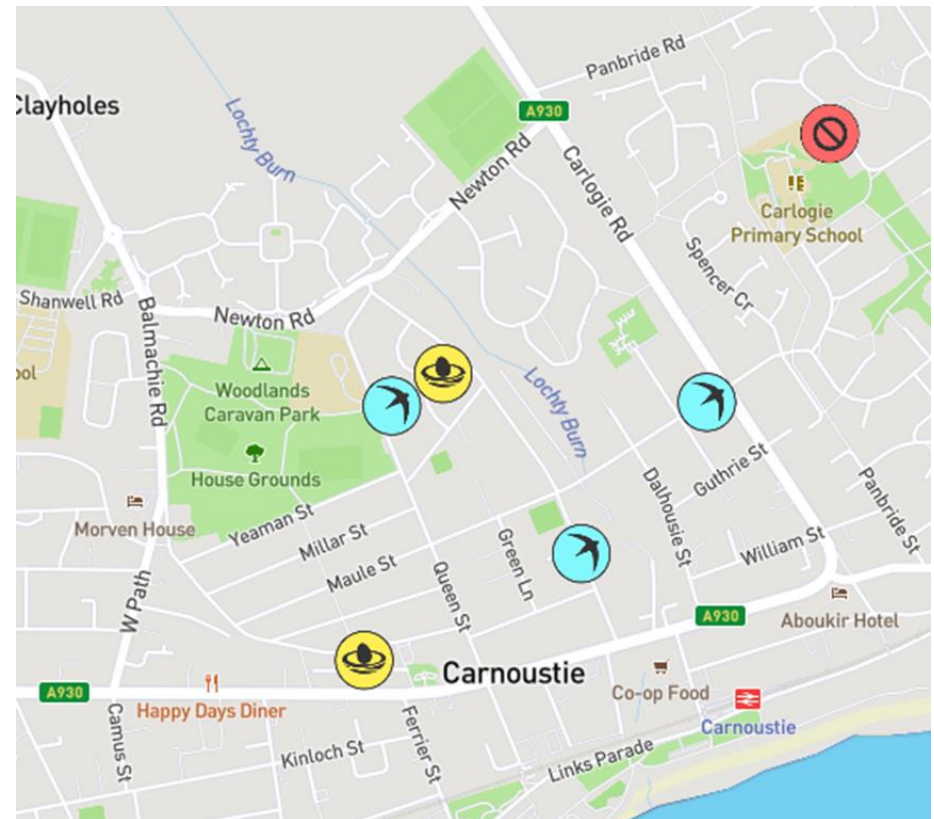 Panbride Rd
Clayholes
A930
Lochty Burn
Newton Rd
Carlogie Rd
Carlogie
Primary School
Spencer Cr
Shanwell Rd
Balmachie Rd
Newton Rd
ool
Woodlands
Caravan Park
Lochty Burn
House Grounds
Morven House
Yeaman St
Millar St
Maule St
Guthrie St
Dalhousie St
Panbride St
Green Ln
Queen St
William St
W Path
A930
Aboukir Hotel
Carnoustie
Co-op Food
A930
Happy Days Diner
Camus St
Ferrier St
Kinloch St
Carnoustie
Links Parade